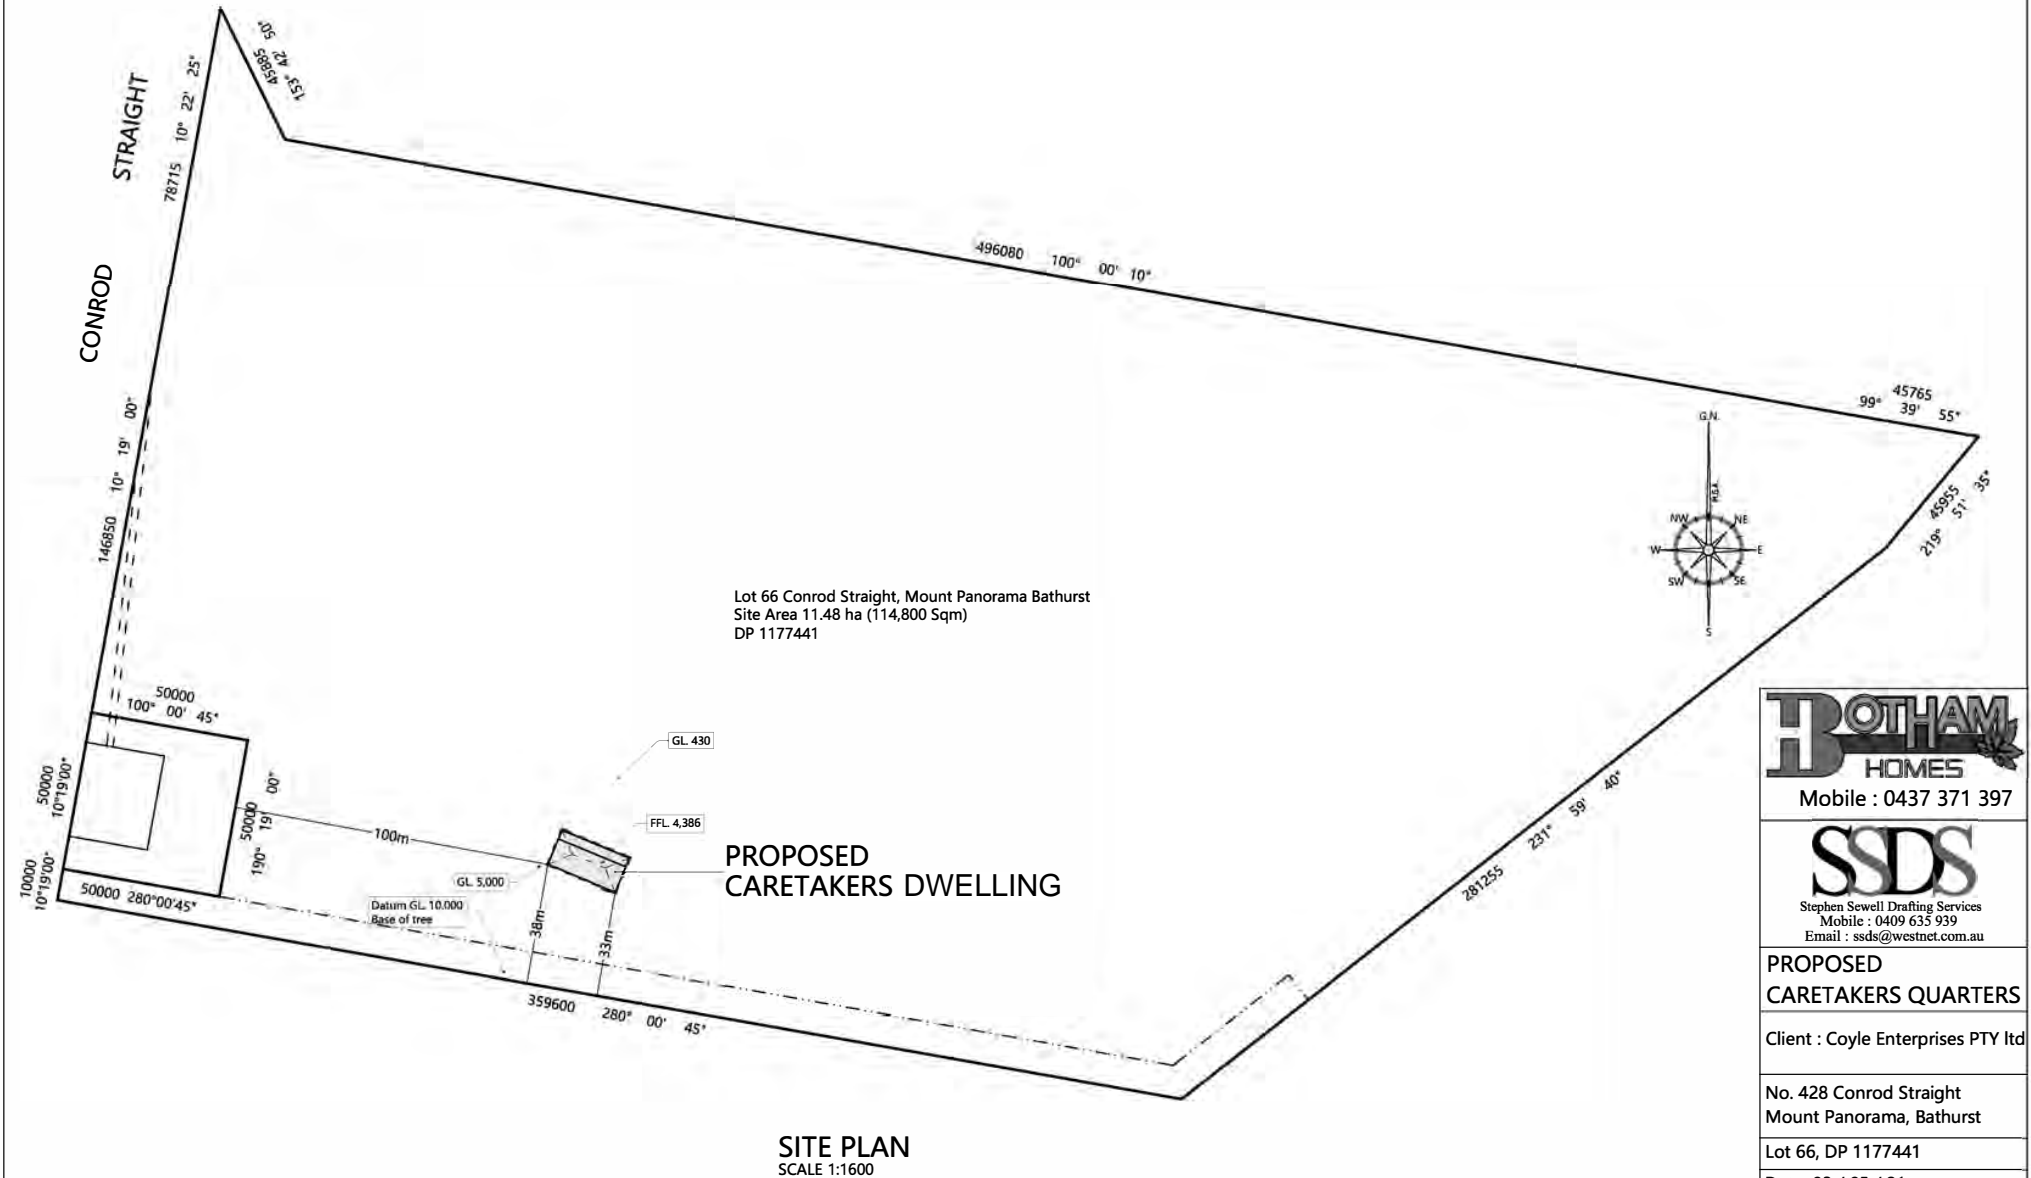 STRAIGHT
CONROD
78715 10° 22' 25"
45885
153° 42' 50"
496080 100° 00' 10"
45765
99° 39' 55"
45955
219° 51' 35"
146850 10° 19' 00"
G.N.
NW NE
W E
SW SE
S
Lot 66 Conrod Straight, Mount Panorama Bathurst
Site Area 11.48 ha (114,800 Sqm)
DP 1177441
50000
100° 00' 45"
50000
10°19'00"
50000
190° 19' 00"
10000
10°19'00"
50000 280°00'45"
100m
GL. 430
FFL. 4,386
GL. 5,000
Datum GL. 10.000
Base of tree
38m
33m
PROPOSED
CARETAKERS DWELLING
359600 280° 00' 45"
281255 231° 59' 40"
SITE PLAN
SCALE 1:1600
BOTHAM
HOMES
Mobile : 0437 371 397
SSDS
Stephen Sewell Drafting Services
Mobile : 0409 635 939
Email : ssds@westnet.com.au
PROPOSED
CARETAKERS QUARTERS
Client : Coyle Enterprises PTY ltd
No. 428 Conrod Straight
Mount Panorama, Bathurst
Lot 66, DP 1177441